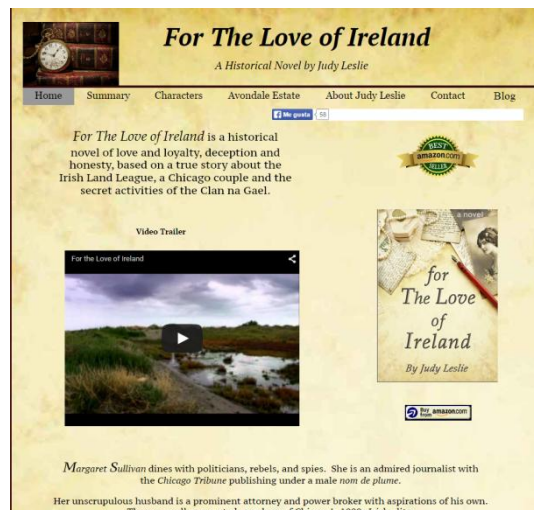 For The Love of Ireland
A Historical Novel by Judy Leslie
Home Summary Characters Avondale Estate About Judy Leslie Contact Blog
Me gusta 58
For The Love of Ireland is a historical
novel of love and loyalty, deception and
honesty, based on a true story about the
Irish Land League, a Chicago couple and the
secret activities of the Clan na Gael.
BEST
amazon.com
SELLER
Video Trailer
For the Love of Ireland
a novel
for
The Love
of
Ireland
By Judy Leslie
Buy from amazon.com
Margaret Sullivan dines with politicians, rebels, and spies. She is an admired journalist with
the Chicago Tribune publishing under a male nom de plume.
Her unscrupulous husband is a prominent attorney and power broker with aspirations of his own.